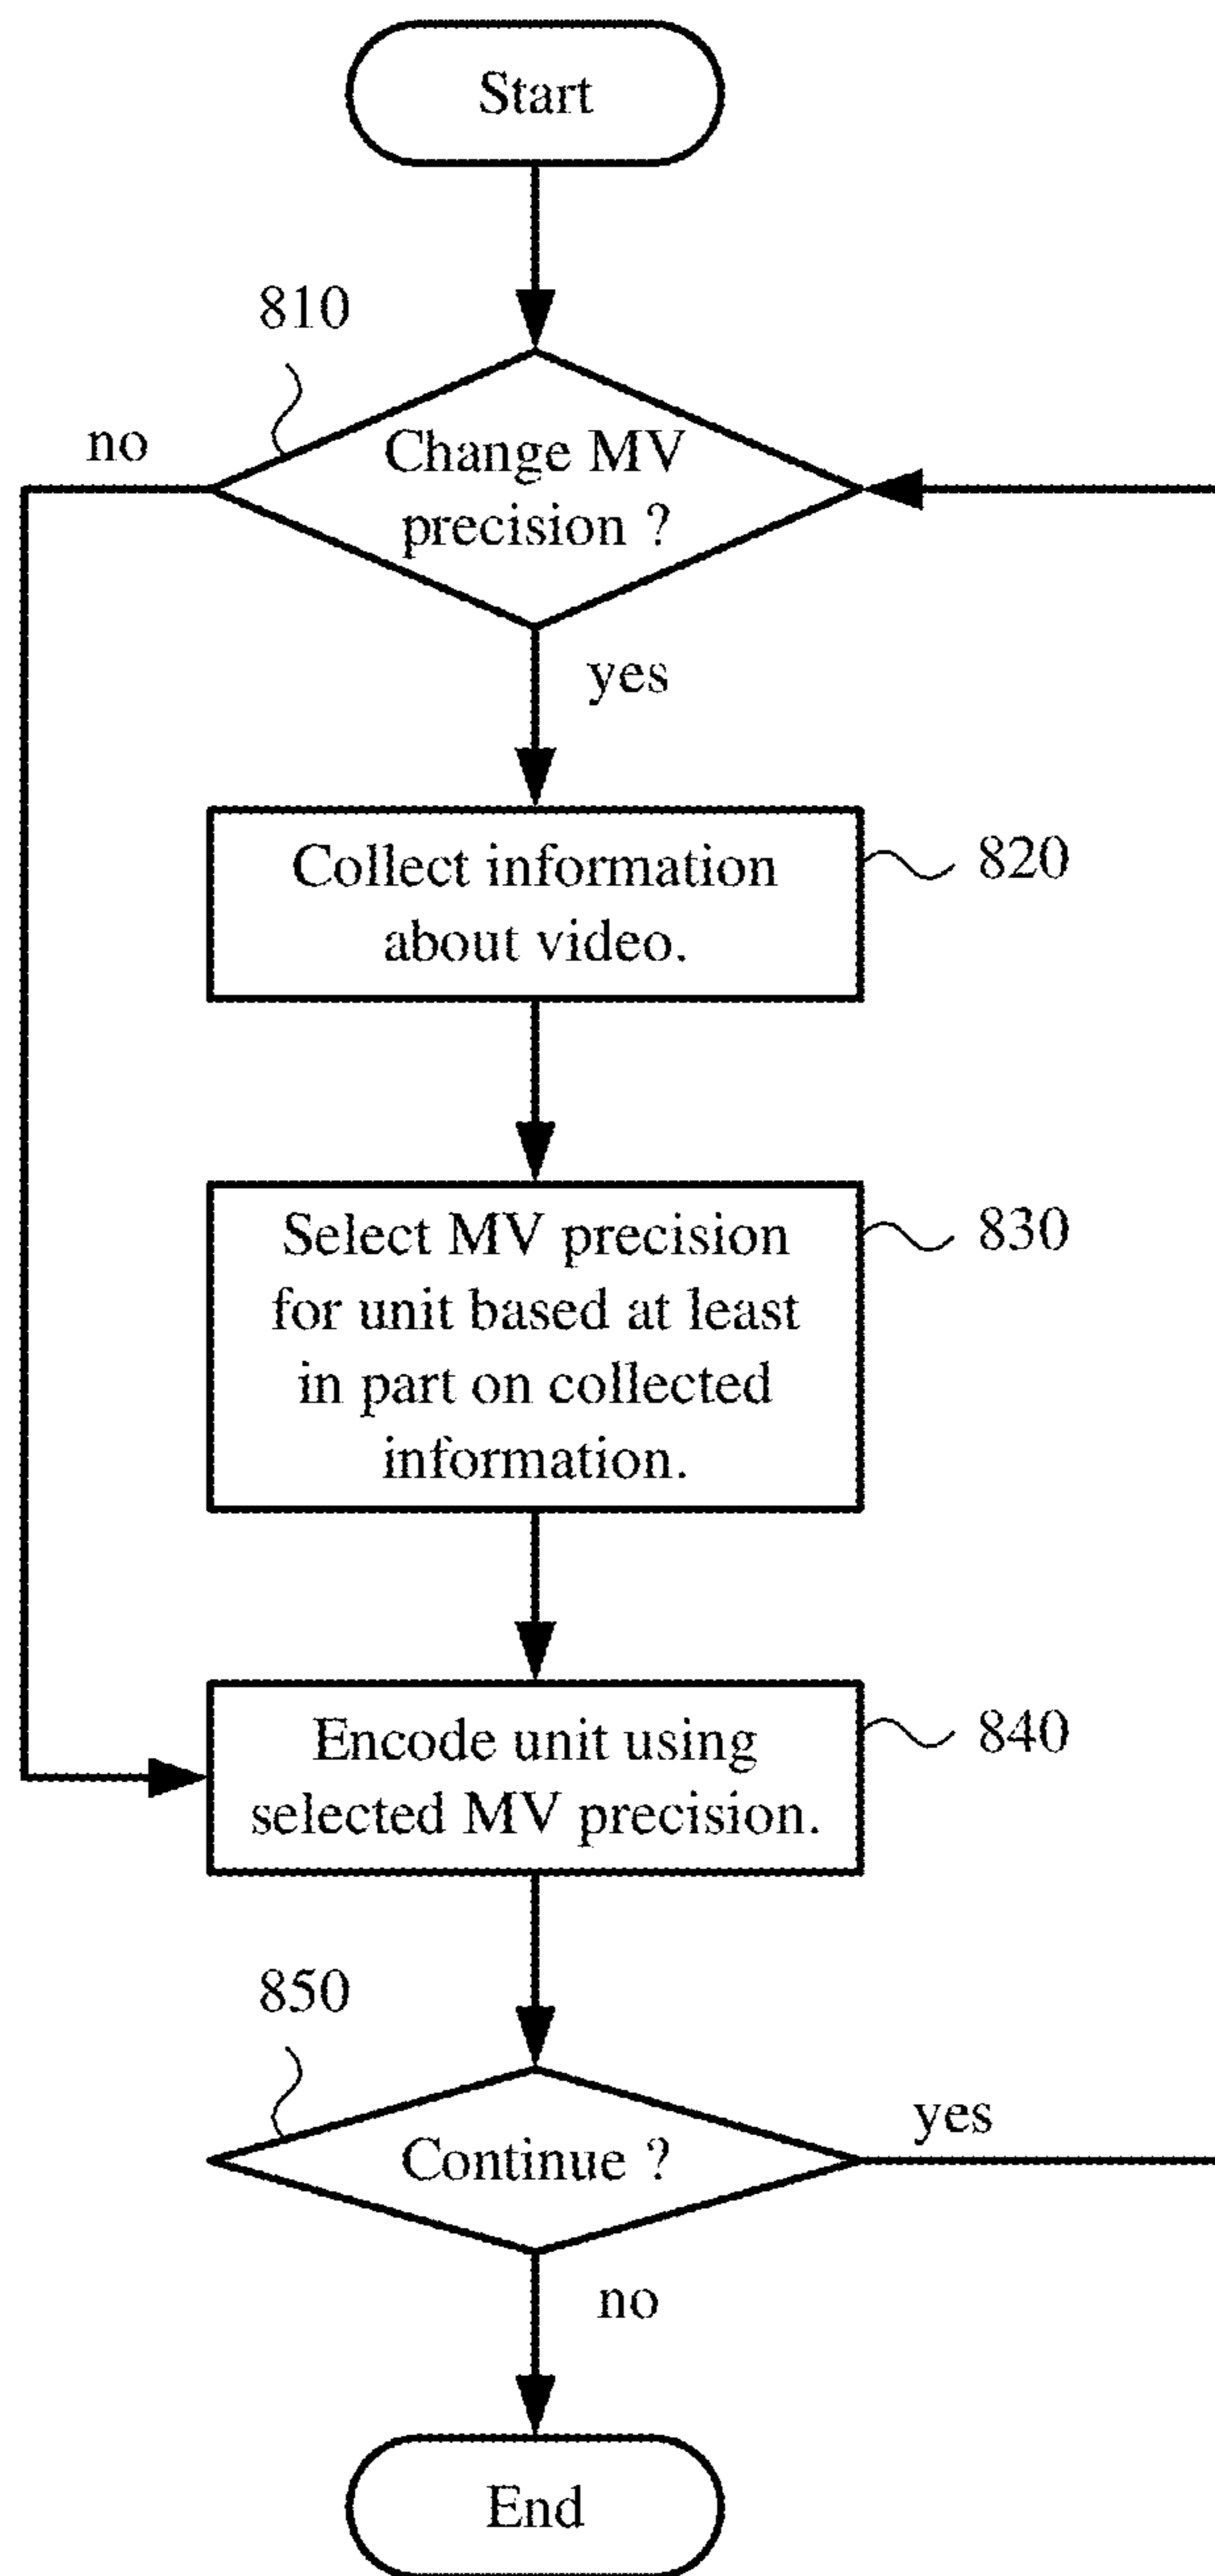 Start
810
no
Change MV
precision ?
yes
Collect information
about video.
820
Select MV precision
for unit based at least
in part on collected
information.
830
Encode unit using
selected MV precision.
840
850
Continue ?
yes
no
End